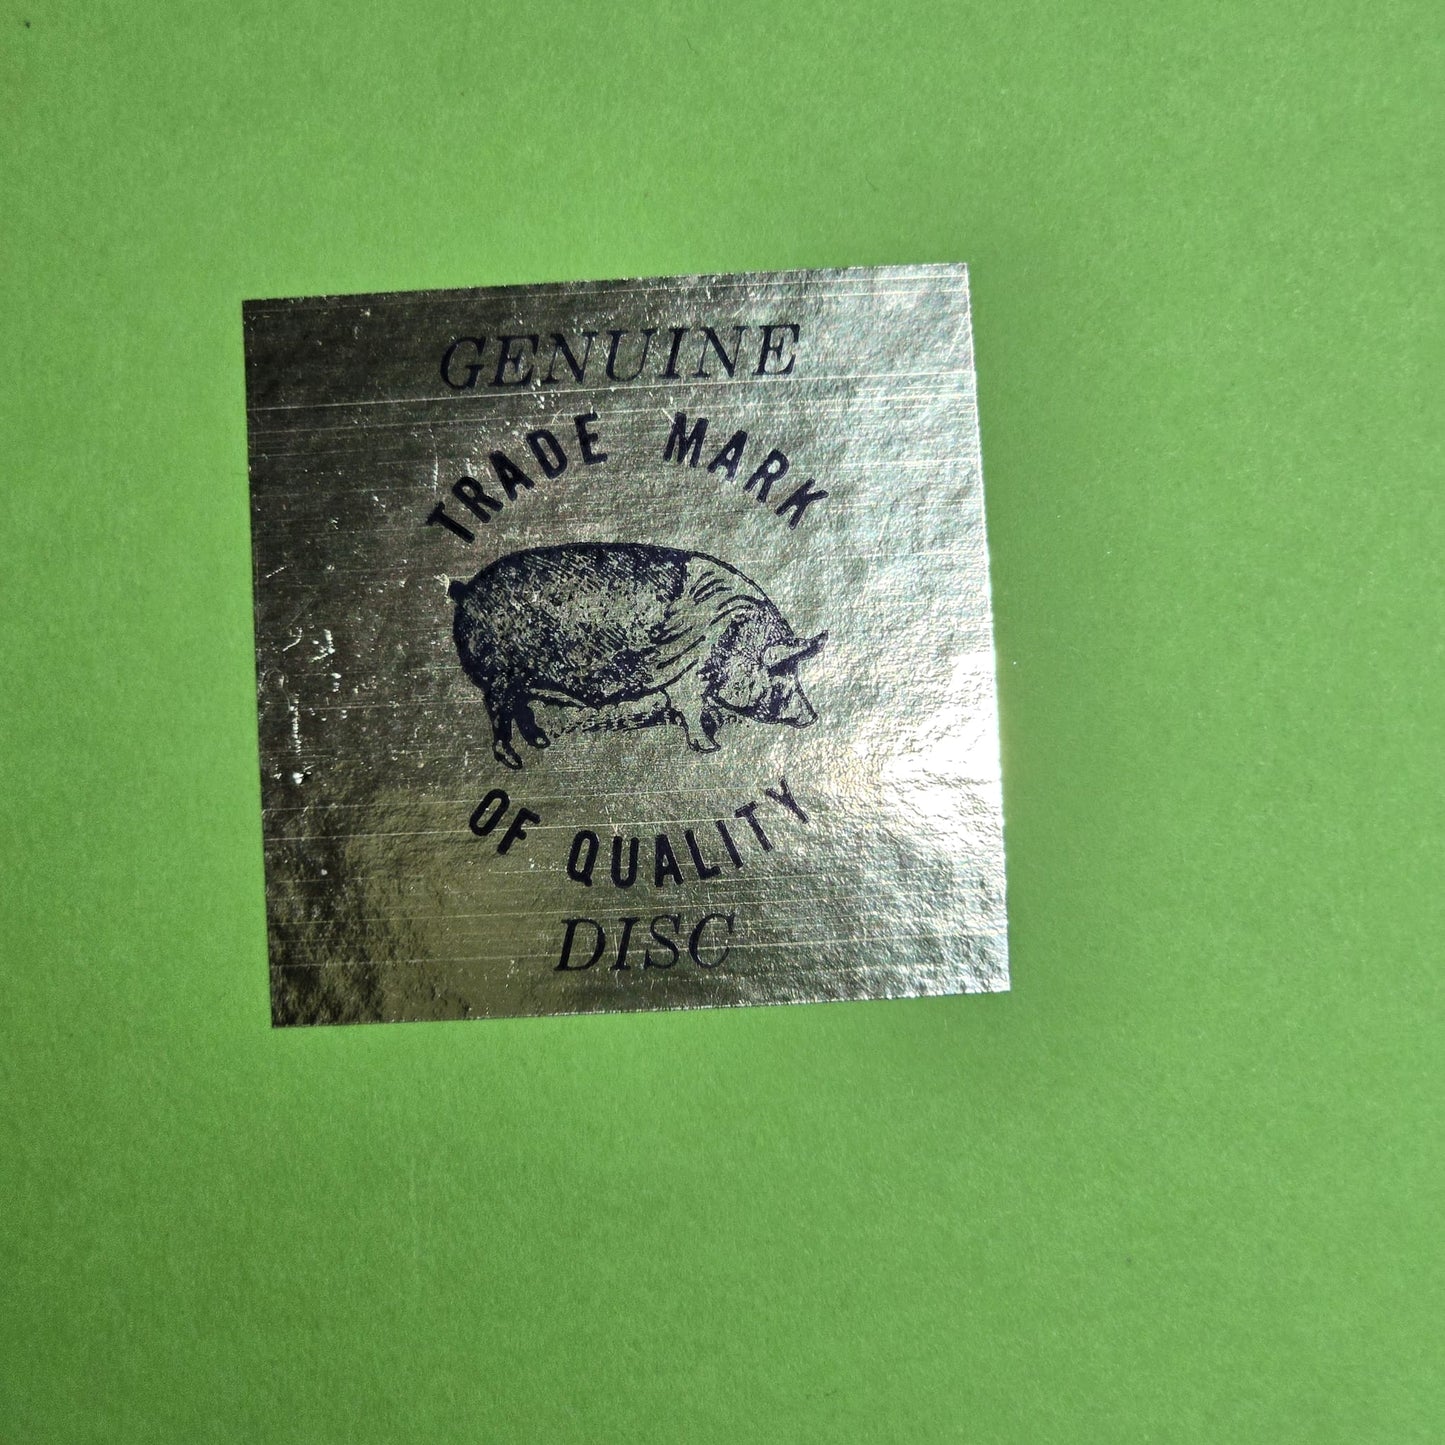 GENUINE
TRADE MARK
OF QUALITY
DISC